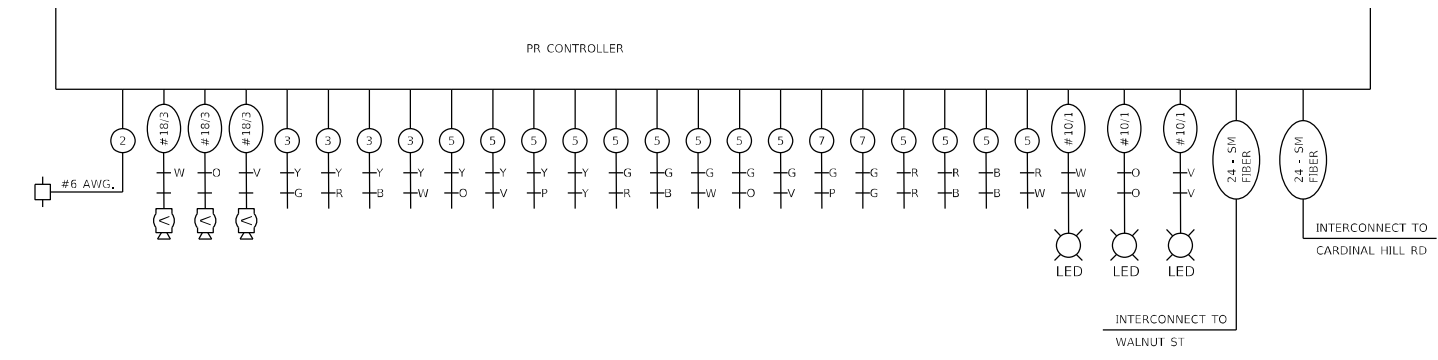 PR CONTROLLER
2 #18/3 #18/3 #18/3 3 3 3 3 5 5 5 5 5 5 5 5 5 7 7 5 5 5 5 #10/1 #10/1 #10/1
24 - SM
FIBER
24 - SM
FIBER
W O V Y Y Y Y Y Y Y Y G G G G G G G R R B R W O V
#6 AWG.
G R B W O V P Y R B W O V P G R B B W W O V
V V V
LED LED LED
INTERCONNECT TO
CARDINAL HILL RD
INTERCONNECT TO
WALNUT ST